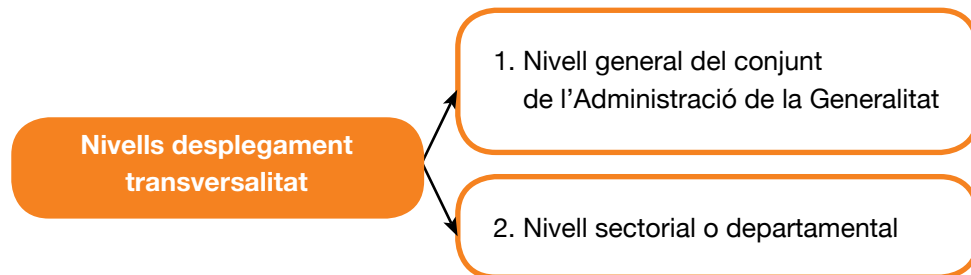 Nivells desplegament
transversalitat
1. Nivell general del conjunt
de l’Administració de la Generalitat
2. Nivell sectorial o departamental